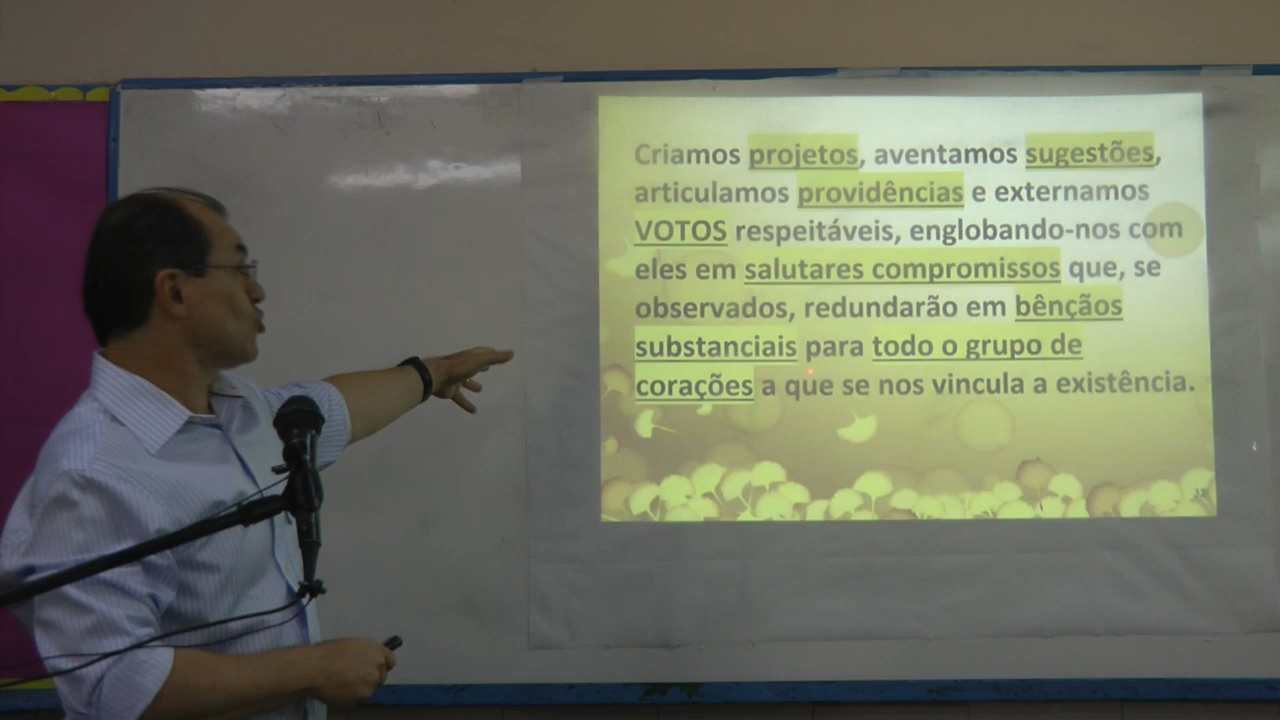 Criamos projetos, aventamos sugestões,
articulamos providências e externamos
VOTOS respeitáveis, englobando-nos com
eles em salutares compromissos que, se
observados, redundarão em bênçãos
substanciais para todo o grupo de
corações a que se nos vincula a existência.